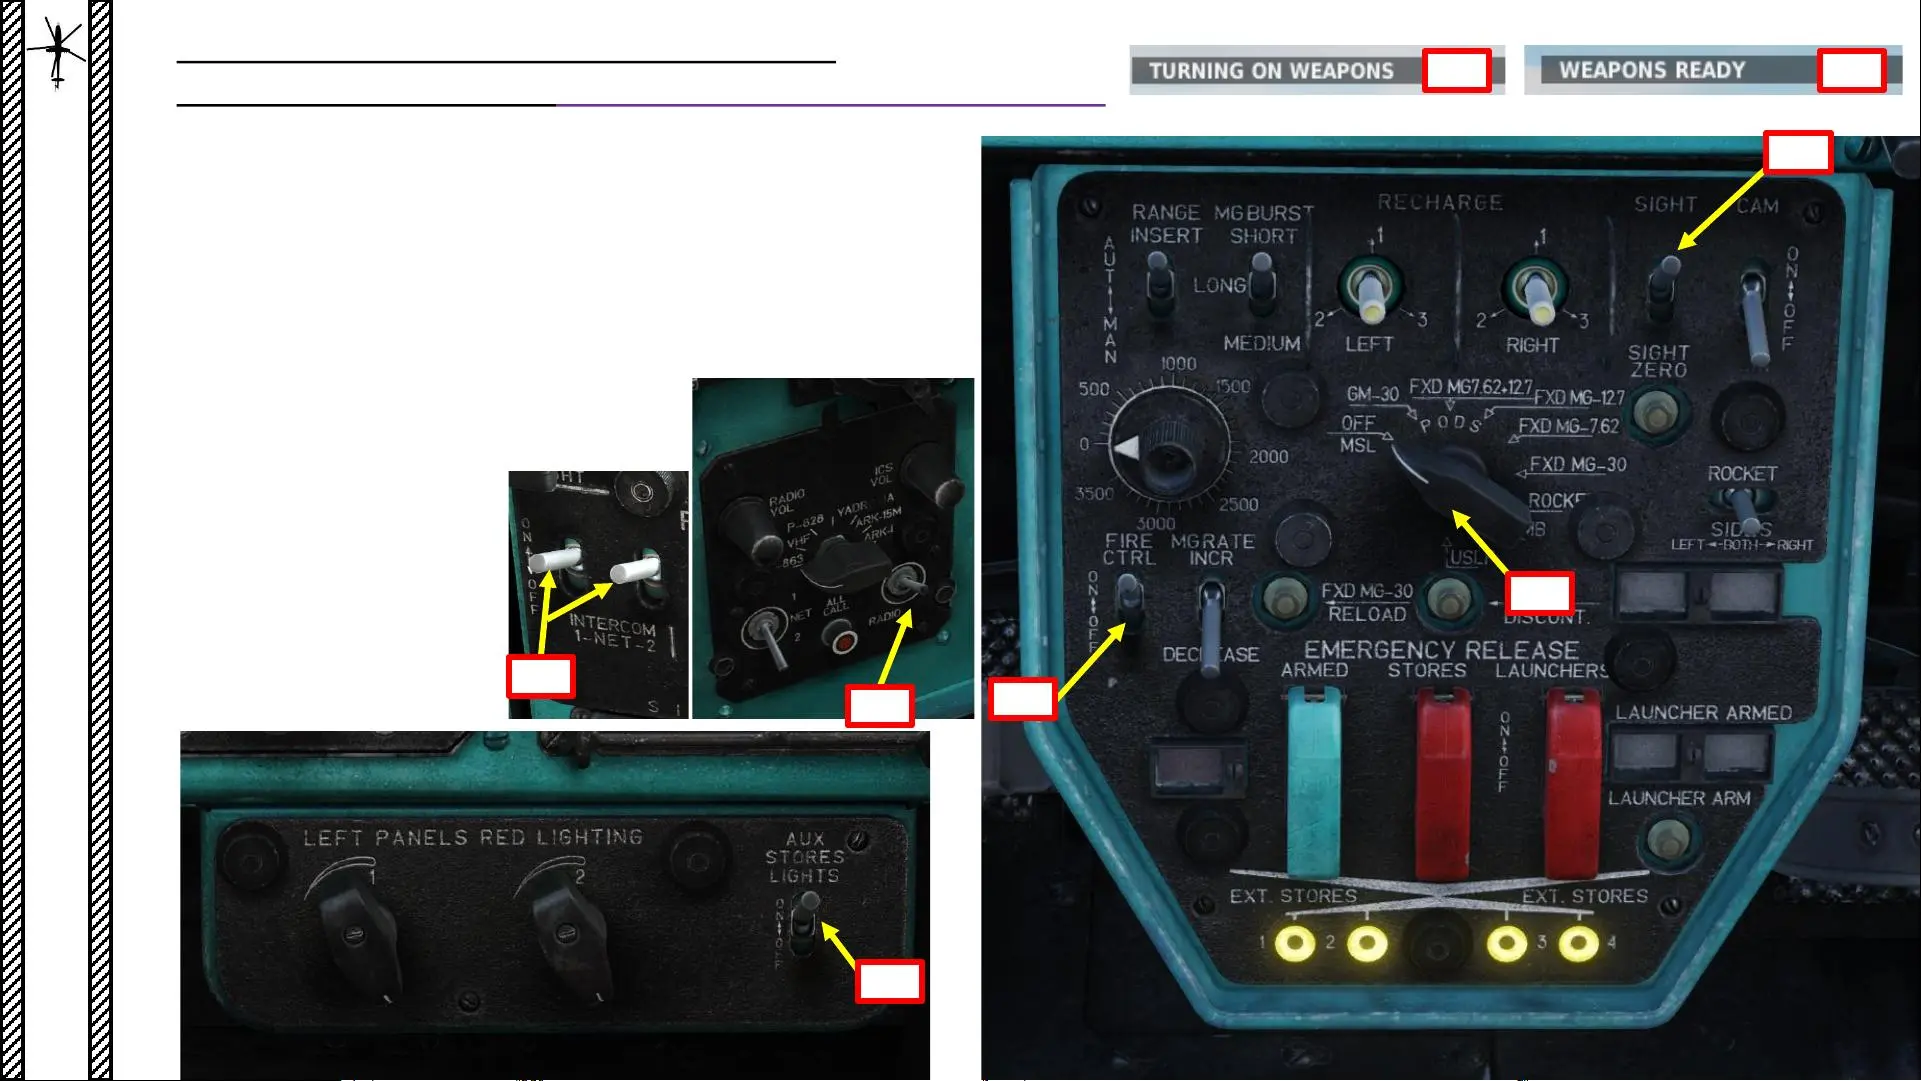 TURNING ON WEAPONS
WEAPONS READY
RECHARGE
SIGHT
CAM
RANGE
INSERT
MG BURST
SHORT
AUT
MAN
LONG
MEDIUM
1
2
3
LEFT
1
2
3
RIGHT
ON
OFF
SIGHT
ZERO
0
500
1000
1500
2000
2500
3000
3500
GM-30
FXD MG7.62+12.7
FXD MG-12.7
OFF
MSL
PODS
FXD MG-7.62
FXD MG-30
ROCKET
SIDES
LEFT BOTH RIGHT
FIRE
CTRL
MG RATE
INCR
ON
OFF
FXD MG-30
RELOAD
DISCONT.
EMERGENCY RELEASE
ARMED
STORES
LAUNCHERS
ON
OFF
LAUNCHER ARMED
LAUNCHER ARM
EXT. STORES
EXT. STORES
1
2
3
4
ON
OFF
INTERCOM
1-NET-2
RADIO
VOL
ICS
VOL
P-828
VHF
ARK-15M
1
NET
2
ALL
CALL
RADIO
LEFT PANELS RED LIGHTING
1
2
AUX
STORES
LIGHTS
ON
OFF